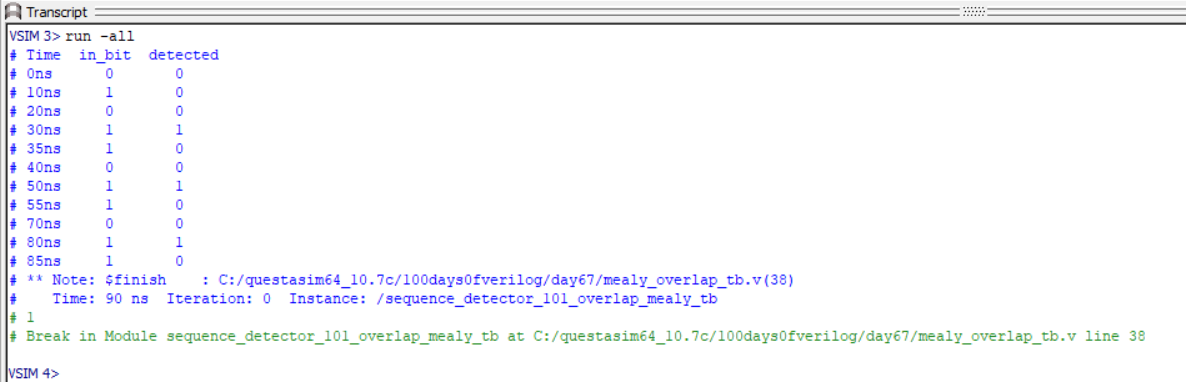 Transcript
VSIM 3> run -all
# Time  in_bit  detected
# 0ns      0        0
# 10ns     1        0
# 20ns     0        0
# 30ns     1        1
# 35ns     1        0
# 40ns     0        0
# 50ns     1        1
# 55ns     1        0
# 70ns     0        0
# 80ns     1        1
# 85ns     1        0
# ** Note: $finish    : C:/questasim64_10.7c/100days0fverilog/day67/mealy_overlap_tb.v(38)
#    Time: 90 ns  Iteration: 0  Instance: /sequence_detector_101_overlap_mealy_tb
# 1
# Break in Module sequence_detector_101_overlap_mealy_tb at C:/questasim64_10.7c/100days0fverilog/day67/mealy_overlap_tb.v line 38
VSIM 4>